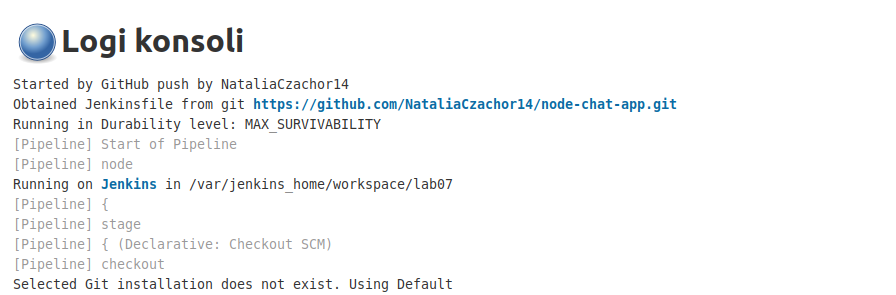 Logi konsoli
Started by GitHub push by NataliaCzachor14
Obtained Jenkinsfile from git https://github.com/NataliaCzachor14/node-chat-app.git
Running in Durability level: MAX_SURVIVABILITY
[Pipeline] Start of Pipeline
[Pipeline] node
Running on Jenkins in /var/jenkins_home/workspace/lab07
[Pipeline] {
[Pipeline] stage
[Pipeline] { (Declarative: Checkout SCM)
[Pipeline] checkout
Selected Git installation does not exist. Using Default